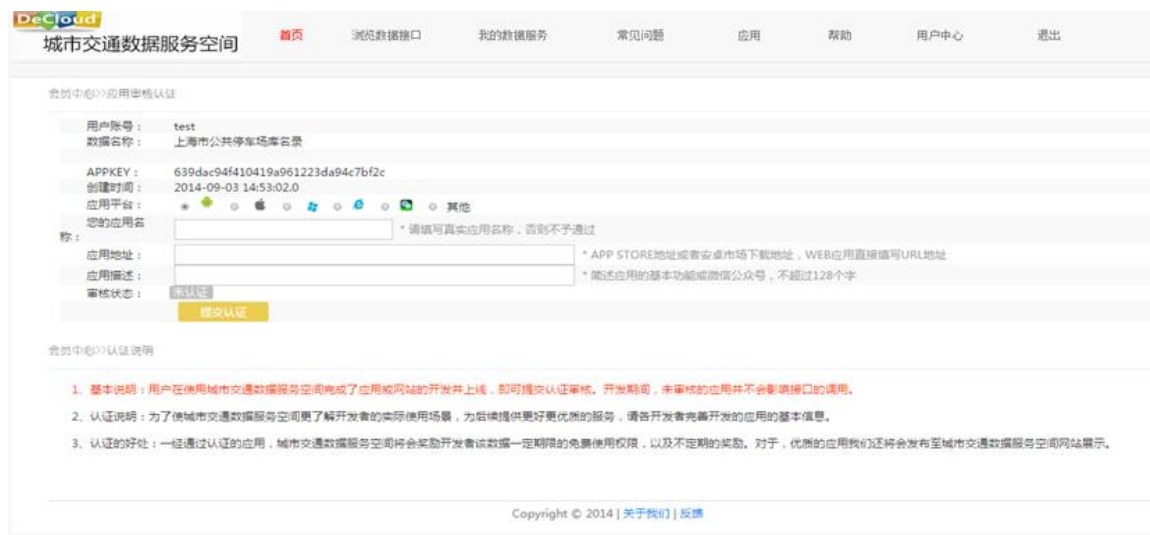 DeCloud
城市交通数据服务空间
首页 浏览数据接口 我的数据服务 常见问题 应用 帮助 用户中心 退出
会员中心>>应用审核认证
用户账号: test
数据名称: 上海市公共停车场库名录
APPKEY: 639dac94f410419a961223da94c7bf2c
创建时间: 2014-09-03 14:53:02.0
应用平台: 其他
您的应用名
称: * 请填写真实应用名称，否则不予通过
应用地址: * APP STORE地址或者安卓市场下载地址，WEB应用直接填写URL地址
应用描述: * 简述应用的基本功能或微信公众号，不超过128个字
审核状态: 未认证
提交认证
会员中心>>认证说明
1、基本说明：用户在使用城市交通数据服务空间完成了应用或网站的开发并上线，即可提交认证审核。开发期间，未审核的应用并不会影响接口的调用。
2、认证说明：为了使城市交通数据服务空间更了解开发者的实际使用场景，为后续提供更好更优质的服务，请各开发者完善开发的应用的基本信息。
3、认证的好处：一经通过认证的应用，城市交通数据服务空间将会奖励开发者该数据一定期限的免费使用权限，以及不定期的奖励。对于，优质的应用我们还将会发布至城市交通数据服务空间网站展示。
Copyright © 2014 | 关于我们 | 反馈